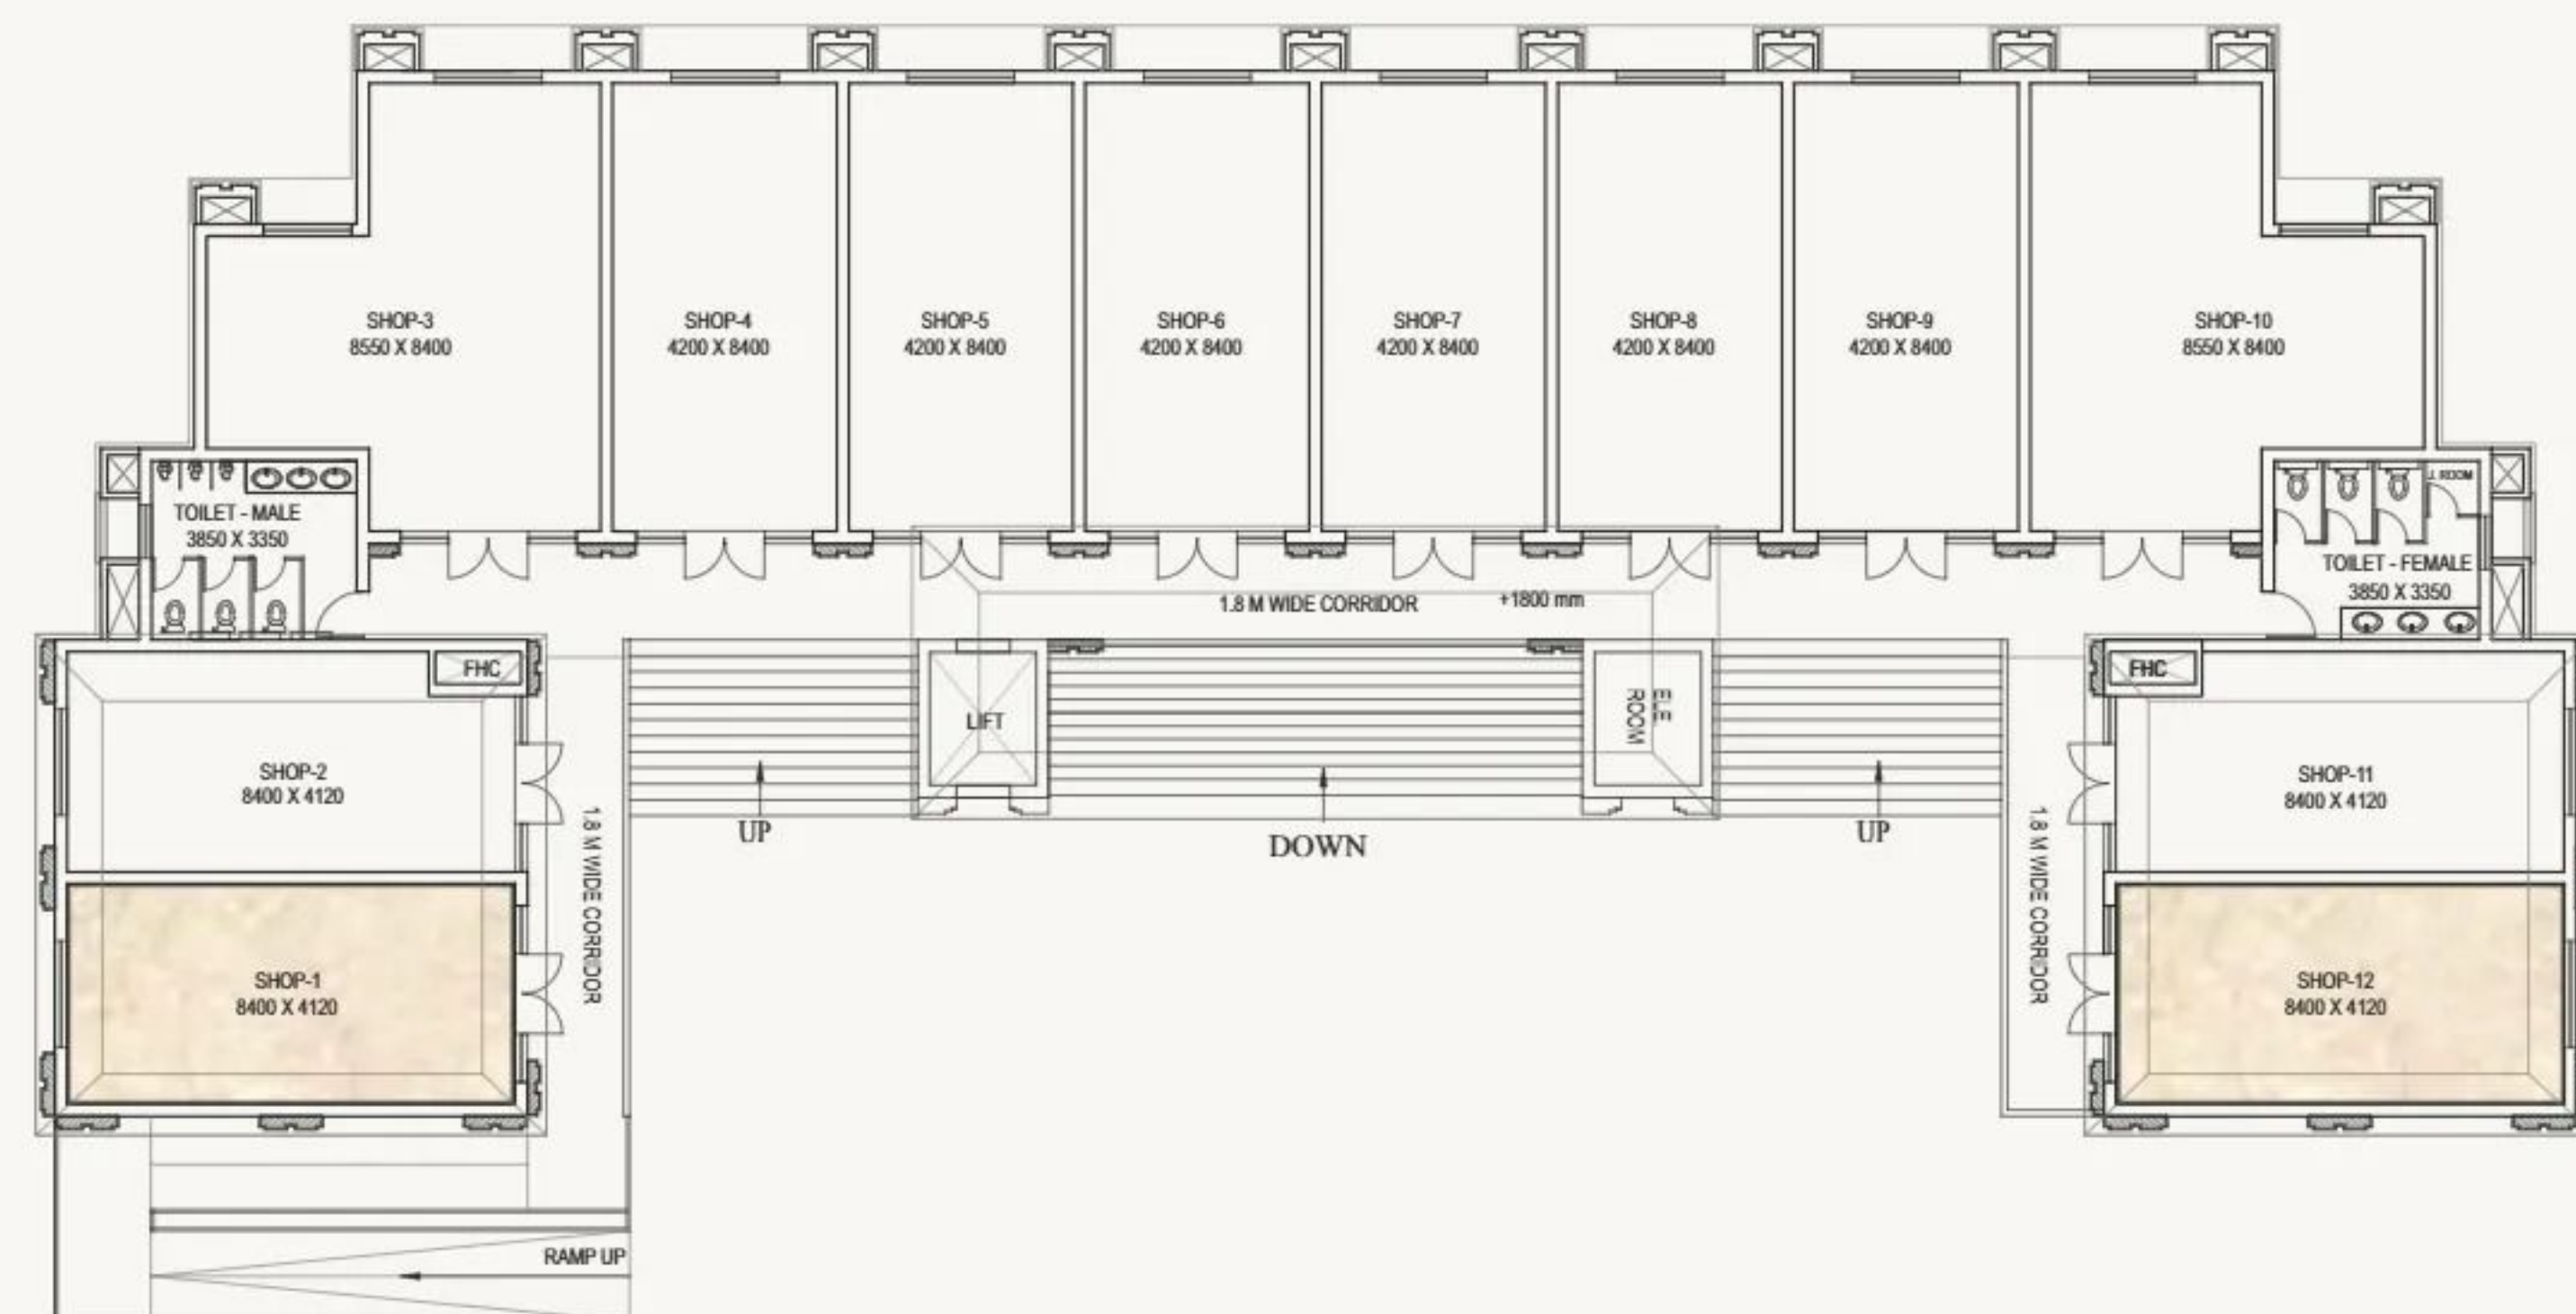 SHOP-3
8550 X 8400
SHOP-4
4200 X 8400
SHOP-5
4200 X 8400
SHOP-6
4200 X 8400
SHOP-7
4200 X 8400
SHOP-8
4200 X 8400
SHOP-9
4200 X 8400
SHOP-10
8550 X 8400
TOILET - MALE
3850 X 3350
J. ROOM
TOILET - FEMALE
3850 X 3350
1.8 M WIDE CORRIDOR
+1800 mm
FHC
LIFT
ELE.
ROOM
FHC
SHOP-2
8400 X 4120
UP
DOWN
UP
SHOP-11
8400 X 4120
1.8 M WIDE CORRIDOR
1.8 M WIDE CORRIDOR
SHOP-1
8400 X 4120
SHOP-12
8400 X 4120
RAMP UP